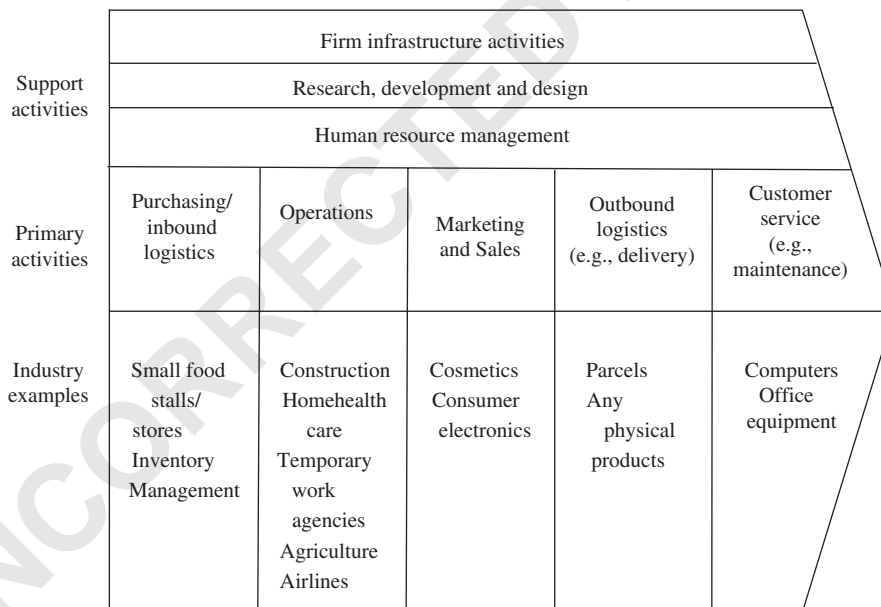 Firm infrastructure activities
Support
activities
Research, development and design
Human resource management
Primary
activities
Purchasing/
inbound
logistics
Operations
Marketing
and Sales
Outbound
logistics
(e.g., delivery)
Customer
service
(e.g.,
maintenance)
Industry
examples
Small food
stalls/
stores
Inventory
Management
Construction
Homehealth
care
Temporary
work
agencies
Agriculture
Airlines
Cosmetics
Consumer
electronics
Parcels
Any
physical
products
Computers
Office
equipment
NCORRECTED